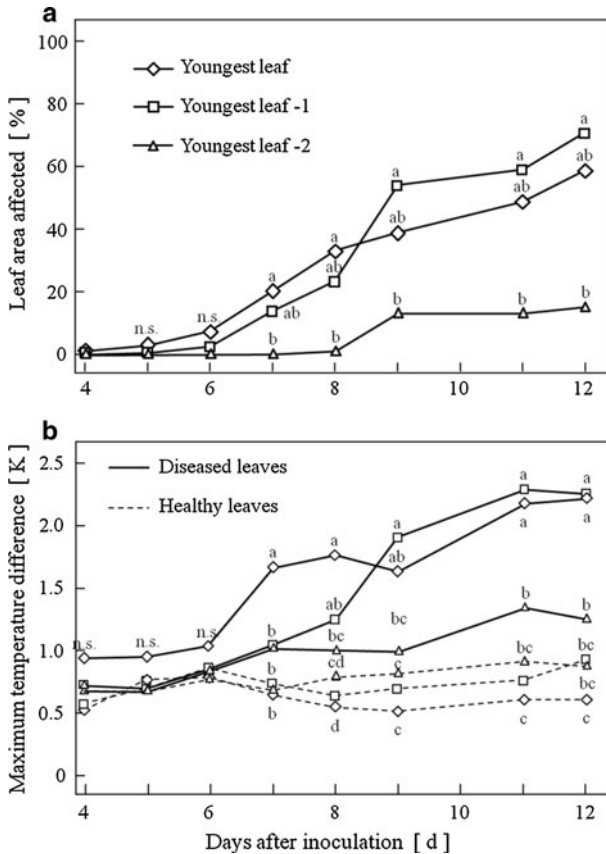 a
100
80
60
40
20
0
Leaf area affected [ % ]
Youngest leaf
Youngest leaf -1
Youngest leaf -2
n.s. n.s. a a ab a ab a ab a ab
ab b b b b b
4 6 8 10 12
b
2.5
2.0
1.5
1.0
0.5
0
Maximum temperature difference [ K ]
Diseased leaves
Healthy leaves
n.s. n.s. n.s. a a a ab a a a a
b ab bc bc b b
b cd c bc bc bc
b d c c c
4 6 8 10 12
Days after inoculation [ d ]